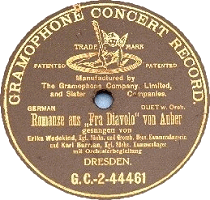 GRAMOPHONE CONCERT RECORD.
TRADE MARK
PATENTED PATENTED
Manufactured by
The Gramophone Company, Limited,
and Sister Companies.
GERMAN DUET w. Orch.
Romanze aus „Fra Diavolo" von Auber
gesungen von
Erika Wedekind, Kgl. Sächs. und Grossh. Hess. Kammersängerin
und Karl Burrian, Kgl. Sächs. Kammersänger
mit Orchesterbegleitung
DRESDEN.
G.C.-2-44461